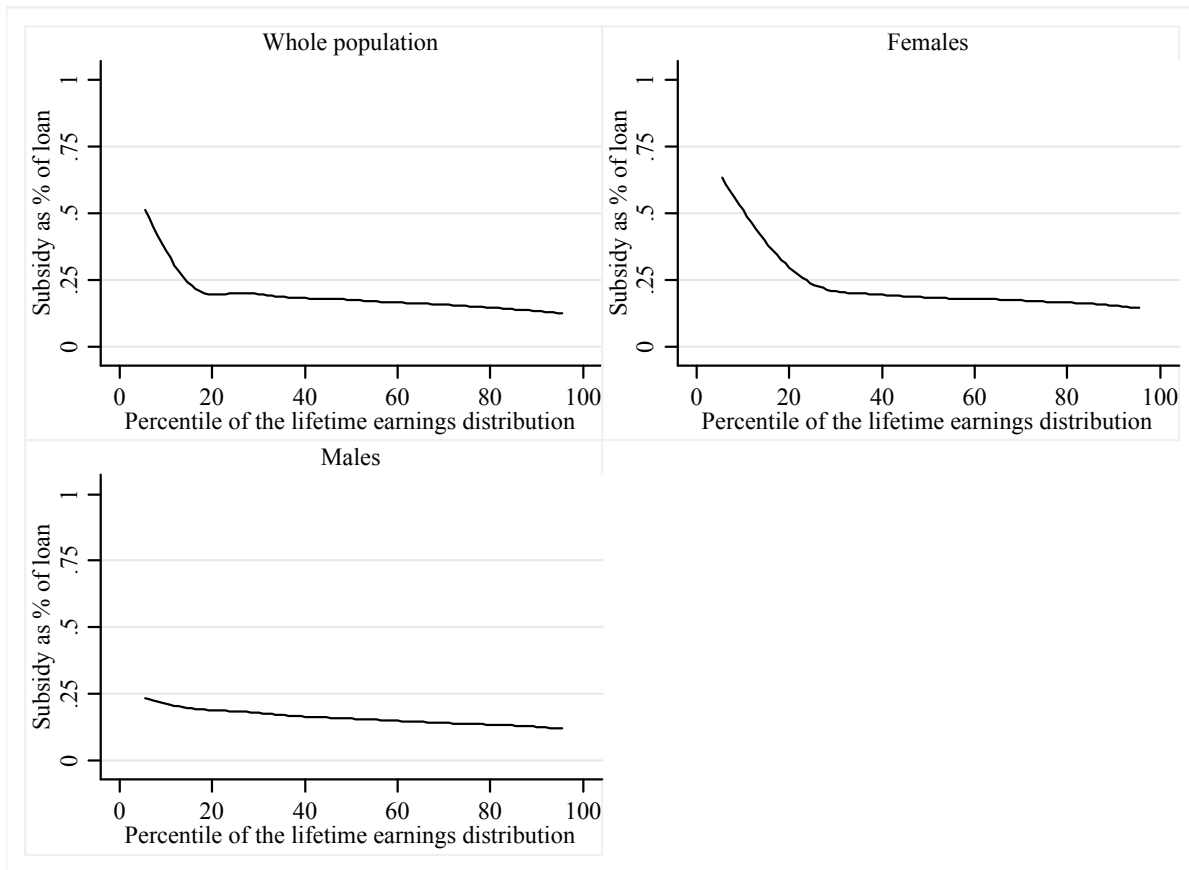 Whole population
Subsidy as % of loan
1
.75
.5
.25
0
0 20 40 60 80 100
Percentile of the lifetime earnings distribution
Females
Subsidy as % of loan
1
.75
.5
.25
0
0 20 40 60 80 100
Percentile of the lifetime earnings distribution
Males
Subsidy as % of loan
1
.75
.5
.25
0
0 20 40 60 80 100
Percentile of the lifetime earnings distribution